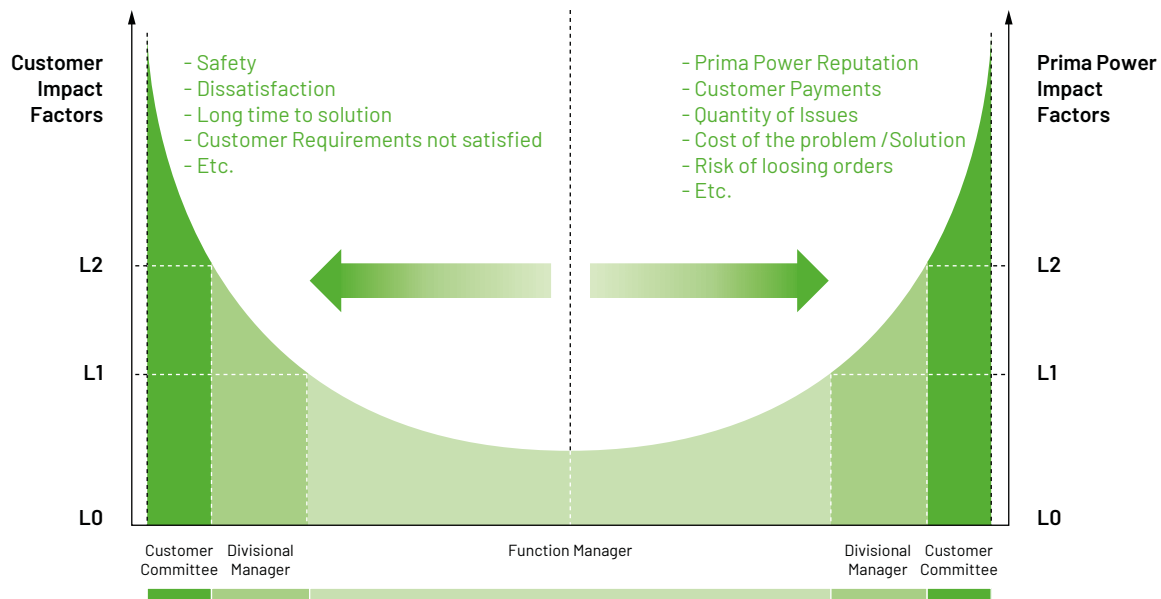 Customer
Impact
Factors
- Safety
- Dissatisfaction
- Long time to solution
- Customer Requirements not satisfied
- Etc.
- Prima Power Reputation
- Customer Payments
- Quantity of Issues
- Cost of the problem /Solution
- Risk of loosing orders
- Etc.
Prima Power
Impact
Factors
L2
L1
L0
L2
L1
L0
Customer
Committee
Divisional
Manager
Function Manager
Divisional
Manager
Customer
Committee